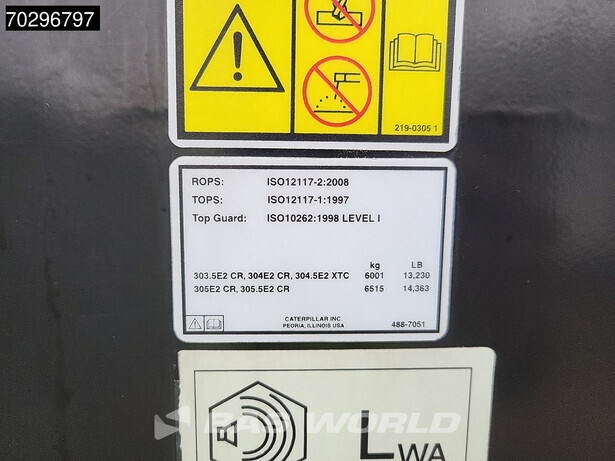 70296797
219-0305 1
ROPS: ISO12117-2:2008
TOPS: ISO12117-1:1997
Top Guard: ISO10262:1998 LEVEL I
kg LB
303.5E2 CR, 304E2 CR, 304.5E2 XTC 6001 13,230
305E2 CR, 305.5E2 CR 6515 14,363
CATERPILLAR INC.
PEORIA, ILLINOIS USA
488-7051
BAS WORLD
LWA